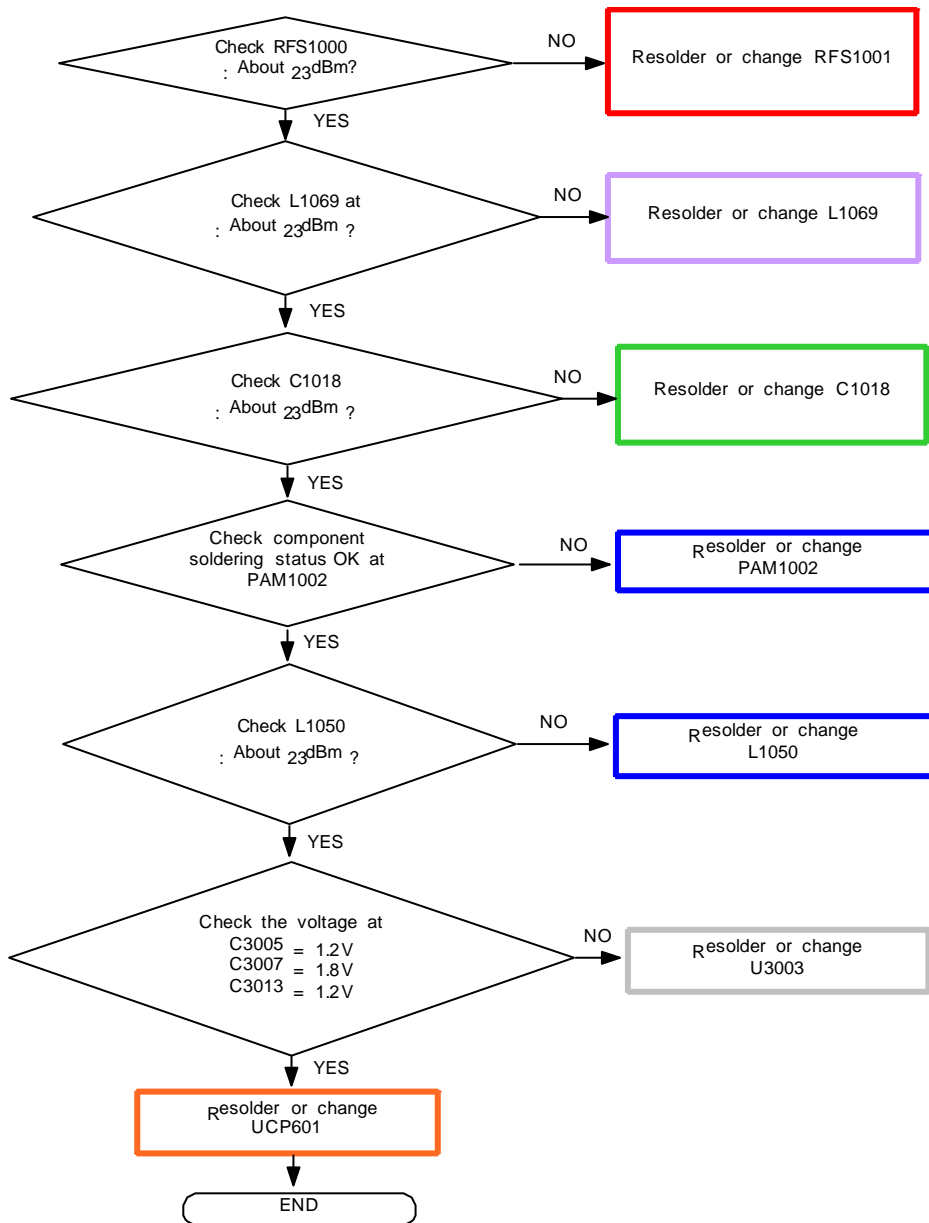 Check RFS1000
: About 23dBm?
NO
Resolder or change RFS1001
YES
Check L1069 at
: About 23dBm ?
NO
Resolder or change L1069
YES
Check C1018
: About 23dBm ?
NO
Resolder or change C1018
YES
Check component
soldering status OK at
PAM1002
NO
Resolder or change
PAM1002
YES
Check L1050
: About 23dBm ?
NO
Resolder or change
L1050
YES
Check the voltage at
C3005 = 1.2V
C3007 = 1.8V
C3013 = 1.2V
NO
Resolder or change
U3003
YES
Resolder or change
UCP601
END